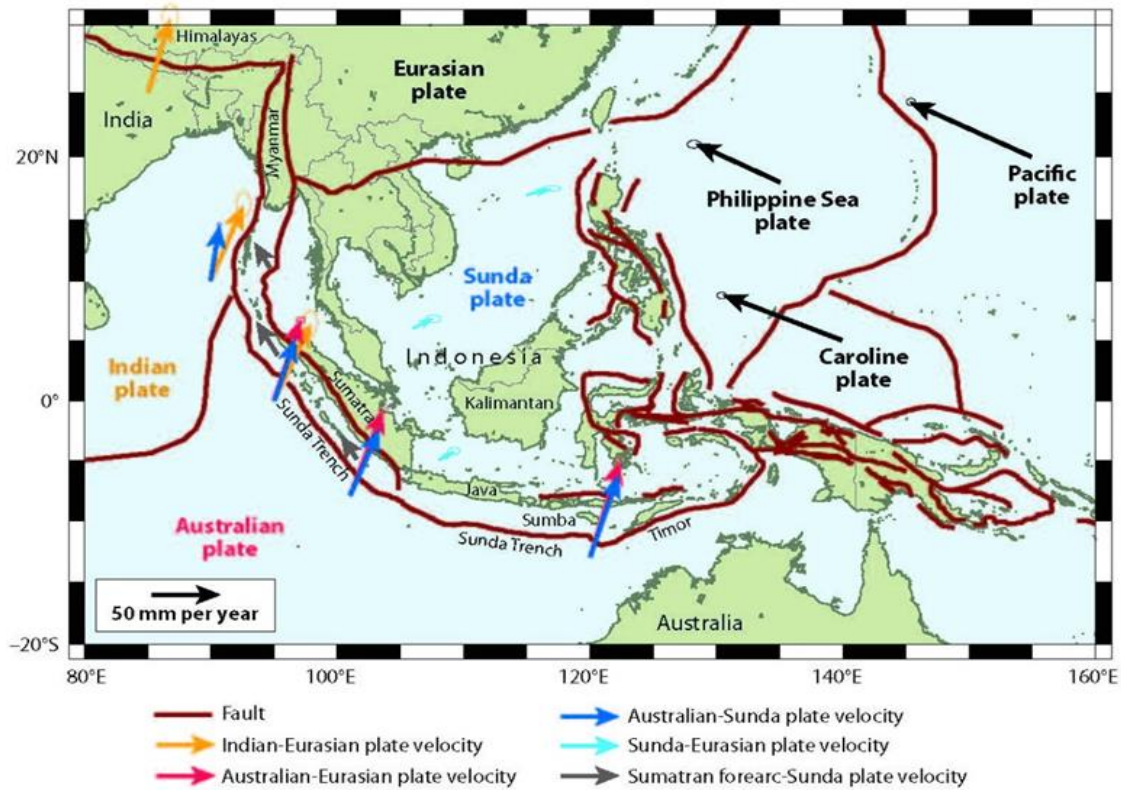 Himalayas
Eurasian
plate
India
Myanmar
20°N
Pacific
plate
Philippine Sea
plate
Sunda
plate
Indonesia
Caroline
plate
Indian
plate
Kalimantan
0°
Sumatra
Sunda Trench
Java
Australian
plate
Sumba
Timor
Sunda Trench
50 mm per year
Australia
−20°S
80°E
100°E
120°E
140°E
160°E
Fault
Indian-Eurasian plate velocity
Australian-Eurasian plate velocity
Australian-Sunda plate velocity
Sunda-Eurasian plate velocity
Sumatran forearc-Sunda plate velocity